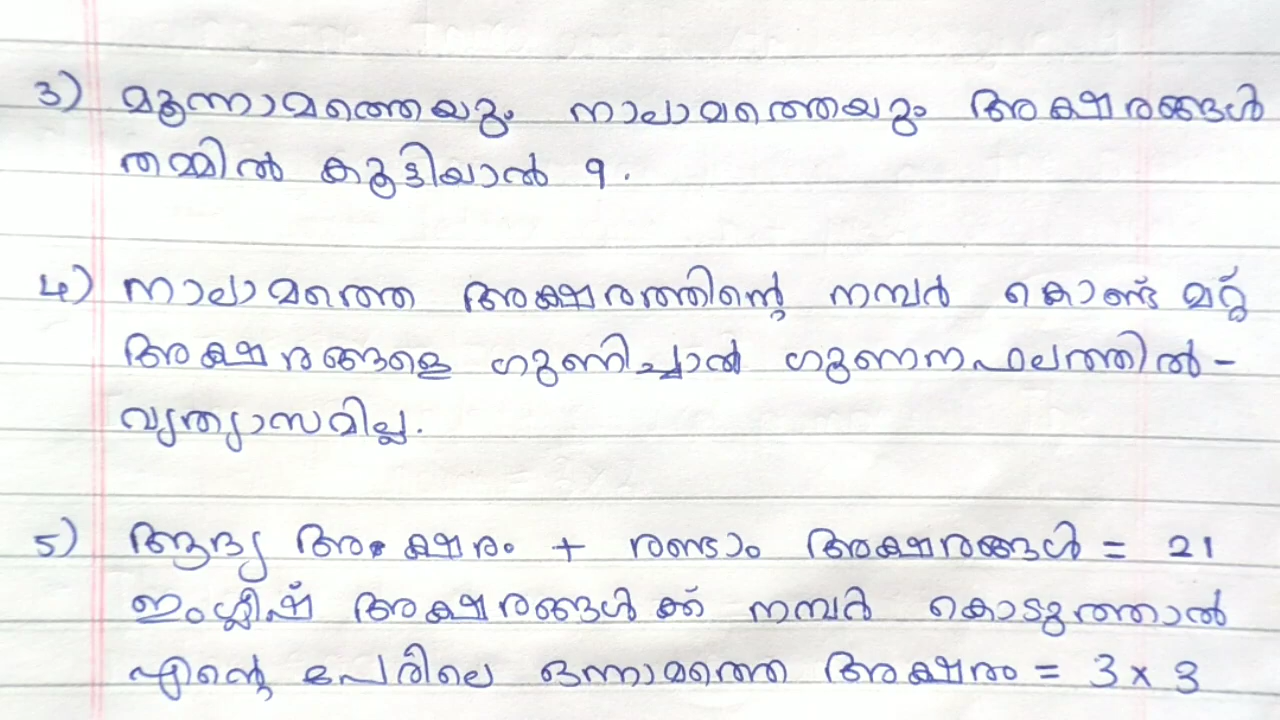 3) മൂന്നാമത്തെയും നാലാമത്തെയും അക്ഷരങ്ങൾ
തമ്മിൽ കൂട്ടിയാൽ 9.
4) നാലാമത്തെ അക്ഷരത്തിന്റെ നമ്പർ കൊണ്ട് മറ്റ്
അക്ഷരങ്ങളെ ഗുണിച്ചാൽ ഗുണനഫലത്തിൽ-
വ്യത്യാസമില്ല.
5) ആദ്യ അക്ഷരം + രണ്ടാം അക്ഷരങ്ങൾ = 21
ഇംഗ്ലീഷ് അക്ഷരങ്ങൾക്ക് നമ്പർ കൊടുത്താൽ
എന്റെ പേരിലെ ഒന്നാമത്തെ അക്ഷരം = 3 x 3